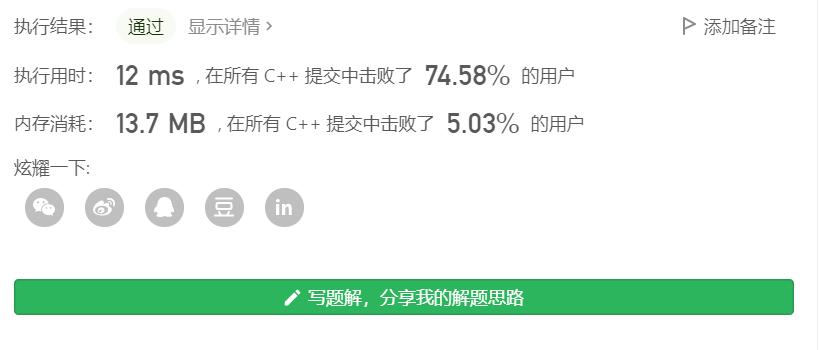 执行结果： 通过 显示详情 > 添加备注
执行用时： 12 ms , 在所有 C++ 提交中击败了 74.58% 的用户
内存消耗： 13.7 MB , 在所有 C++ 提交中击败了 5.03% 的用户
炫耀一下:
豆 in
写题解，分享我的解题思路